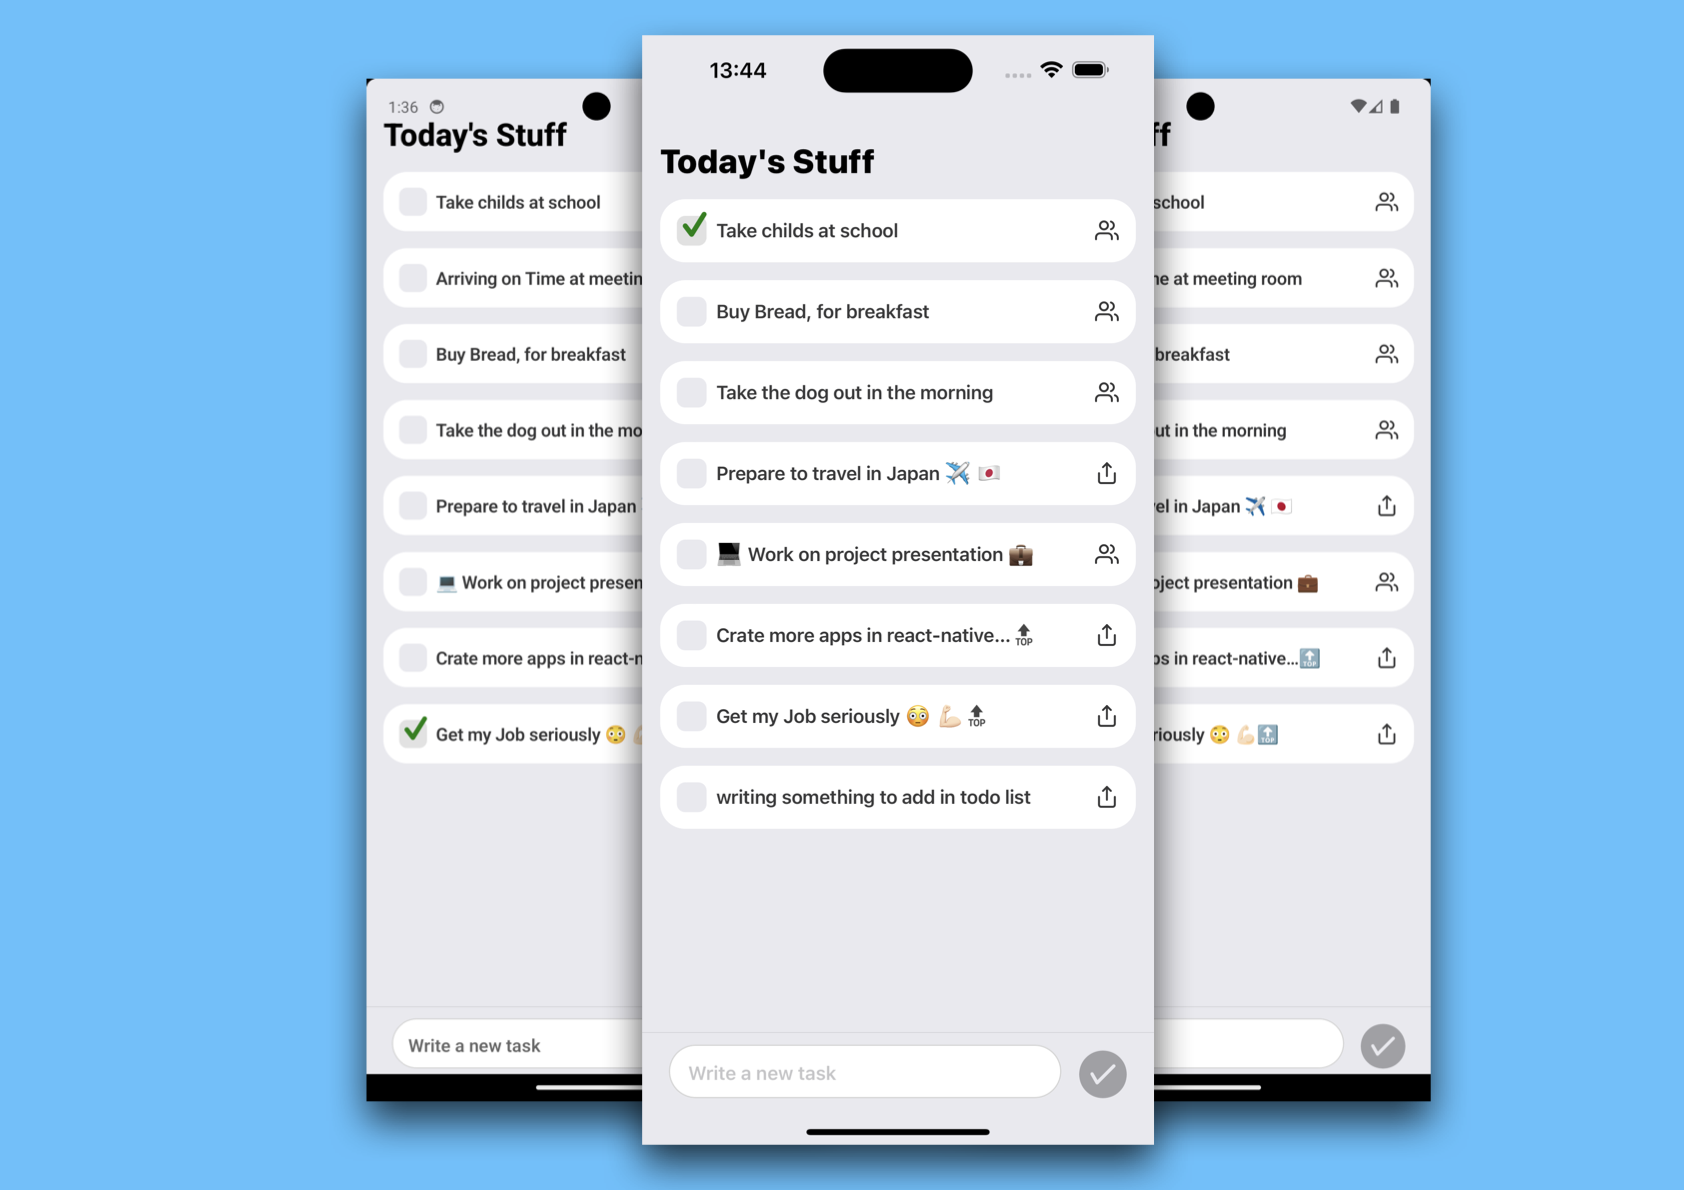 1:36
Today's Stuff
Take childs at school
Arriving on Time at meetin
Buy Bread, for breakfast
Take the dog out in the mo
Prepare to travel in Japan
💻 Work on project presen
Crate more apps in react-n
Get my Job seriously 😳
Write a new task
13:44
Today's Stuff
Take childs at school
Buy Bread, for breakfast
Take the dog out in the morning
Prepare to travel in Japan ✈️ 🇯🇵
💻 Work on project presentation 💼
Crate more apps in react-native... 🔝
Get my Job seriously 😳 💪🏻 🔝
writing something to add in todo list
Write a new task
ff
school
ne at meeting room
breakfast
ut in the morning
el in Japan ✈️ 🇯🇵
oject presentation 💼
ps in react-native...🔝
riously 😳 💪🏻🔝